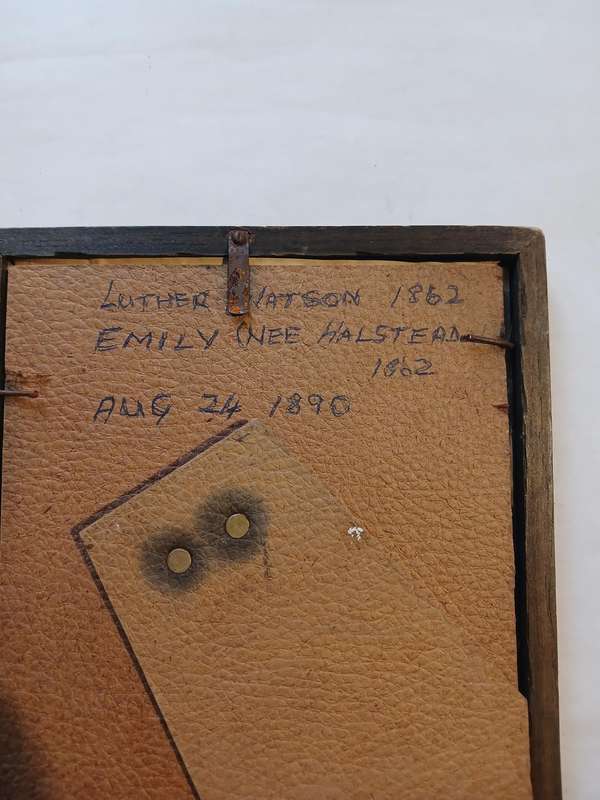 LUTHER WATSON 1862
EMILY (NEE HALSTEAD
1862
AUG 24 1890